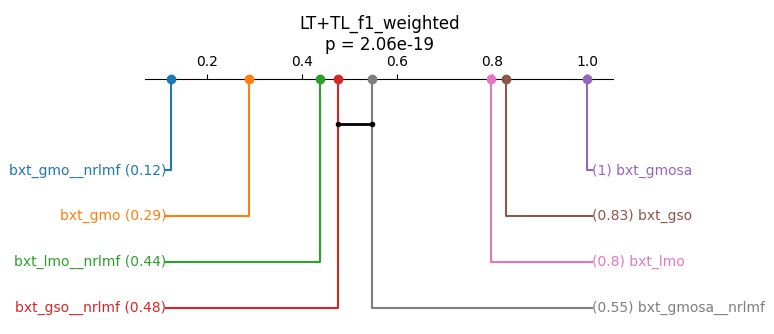 LT+TL_f1_weighted
p = 2.06e-19
0.2 0.4 0.6 0.8 1.0
bxt_gmo__nrlmf (0.12) (1) bxt_gmosa
bxt_gmo (0.29) (0.83) bxt_gso
bxt_lmo__nrlmf (0.44) (0.8) bxt_lmo
bxt_gso__nrlmf (0.48) (0.55) bxt_gmosa__nrlmf